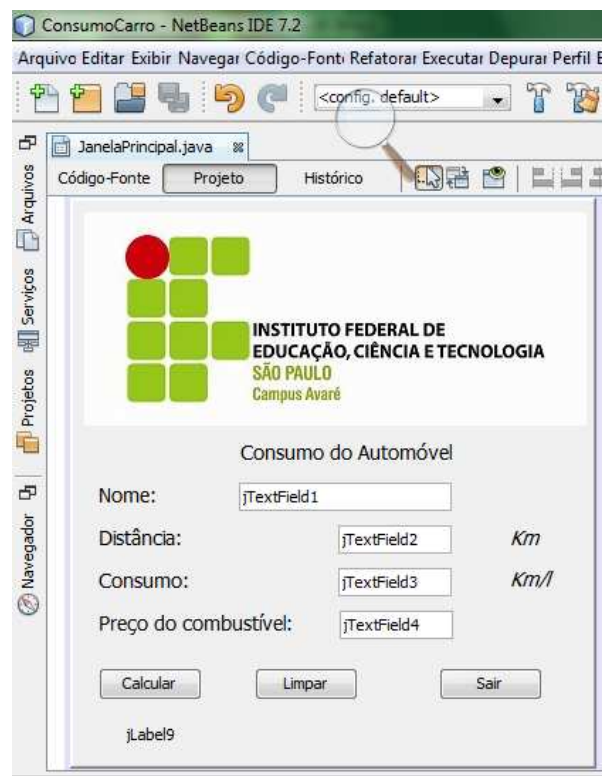 ConsumoCarro - NetBeans IDE 7.2
Arquivo Editar Exibir Navegar Código-Fonte Refatorar Executar Depurar Perfil E
<config. default>
JanelaPrincipal.java
Código-Fonte Projeto Histórico
Arquivos
Serviços
Projetos
Navegador
INSTITUTO FEDERAL DE
EDUCAÇÃO, CIÊNCIA E TECNOLOGIA
SÃO PAULO
Campus Avaré
Consumo do Automóvel
Nome: jTextField1
Distância: jTextField2 Km
Consumo: jTextField3 Km/l
Preço do combustível: jTextField4
Calcular Limpar Sair
jLabel9